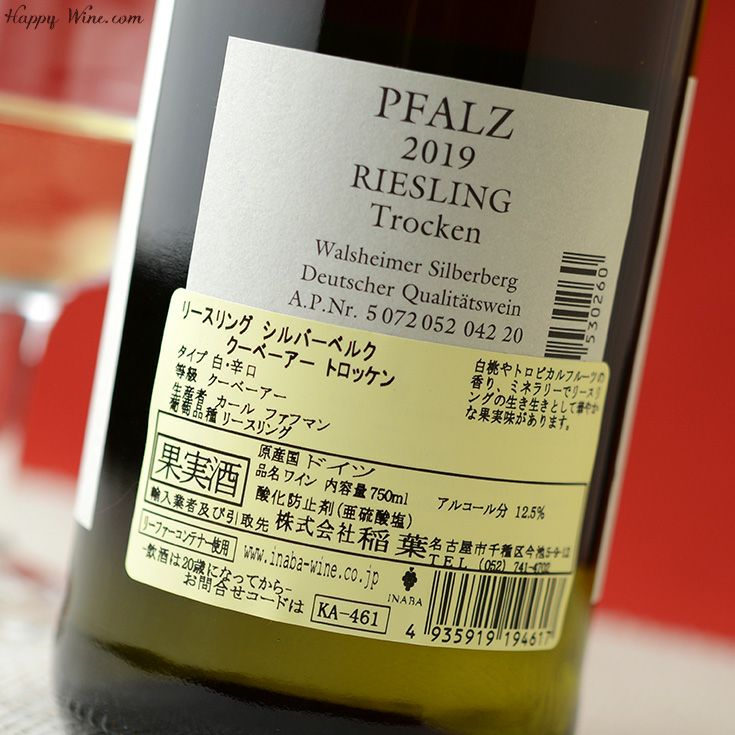 Happy Wine.com
PFALZ
2019
RIESLING
Trocken
Walsheimer Silberberg
Deutscher Qualitätswein
A.P.Nr. 5 072 052 042 20
530260
リースリング シルバーベルク
クーベーアー トロッケン
タイプ 白・辛口
等級 クーベーアー
生産者 カール ファフマン
葡萄品種 リースリング
白桃やトロピカルフルーツの
香り、ミネラリーでリースリ
ングの生き生きとして華やか
な果実味があります。
果実酒
原産国 ドイツ
品名 ワイン 内容量 750ml アルコール分 12.5%
酸化防止剤(亜硫酸塩)
輸入業者及び引取先 株式会社 稲葉 名古屋市千種区今池5-9-12
TEL (052) 741-4702
リーファーコンテナー使用
www.inaba-wine.co.jp
INABA
-飲酒は20歳になってから-
お問合せコードは KA-461
4 935919 194617